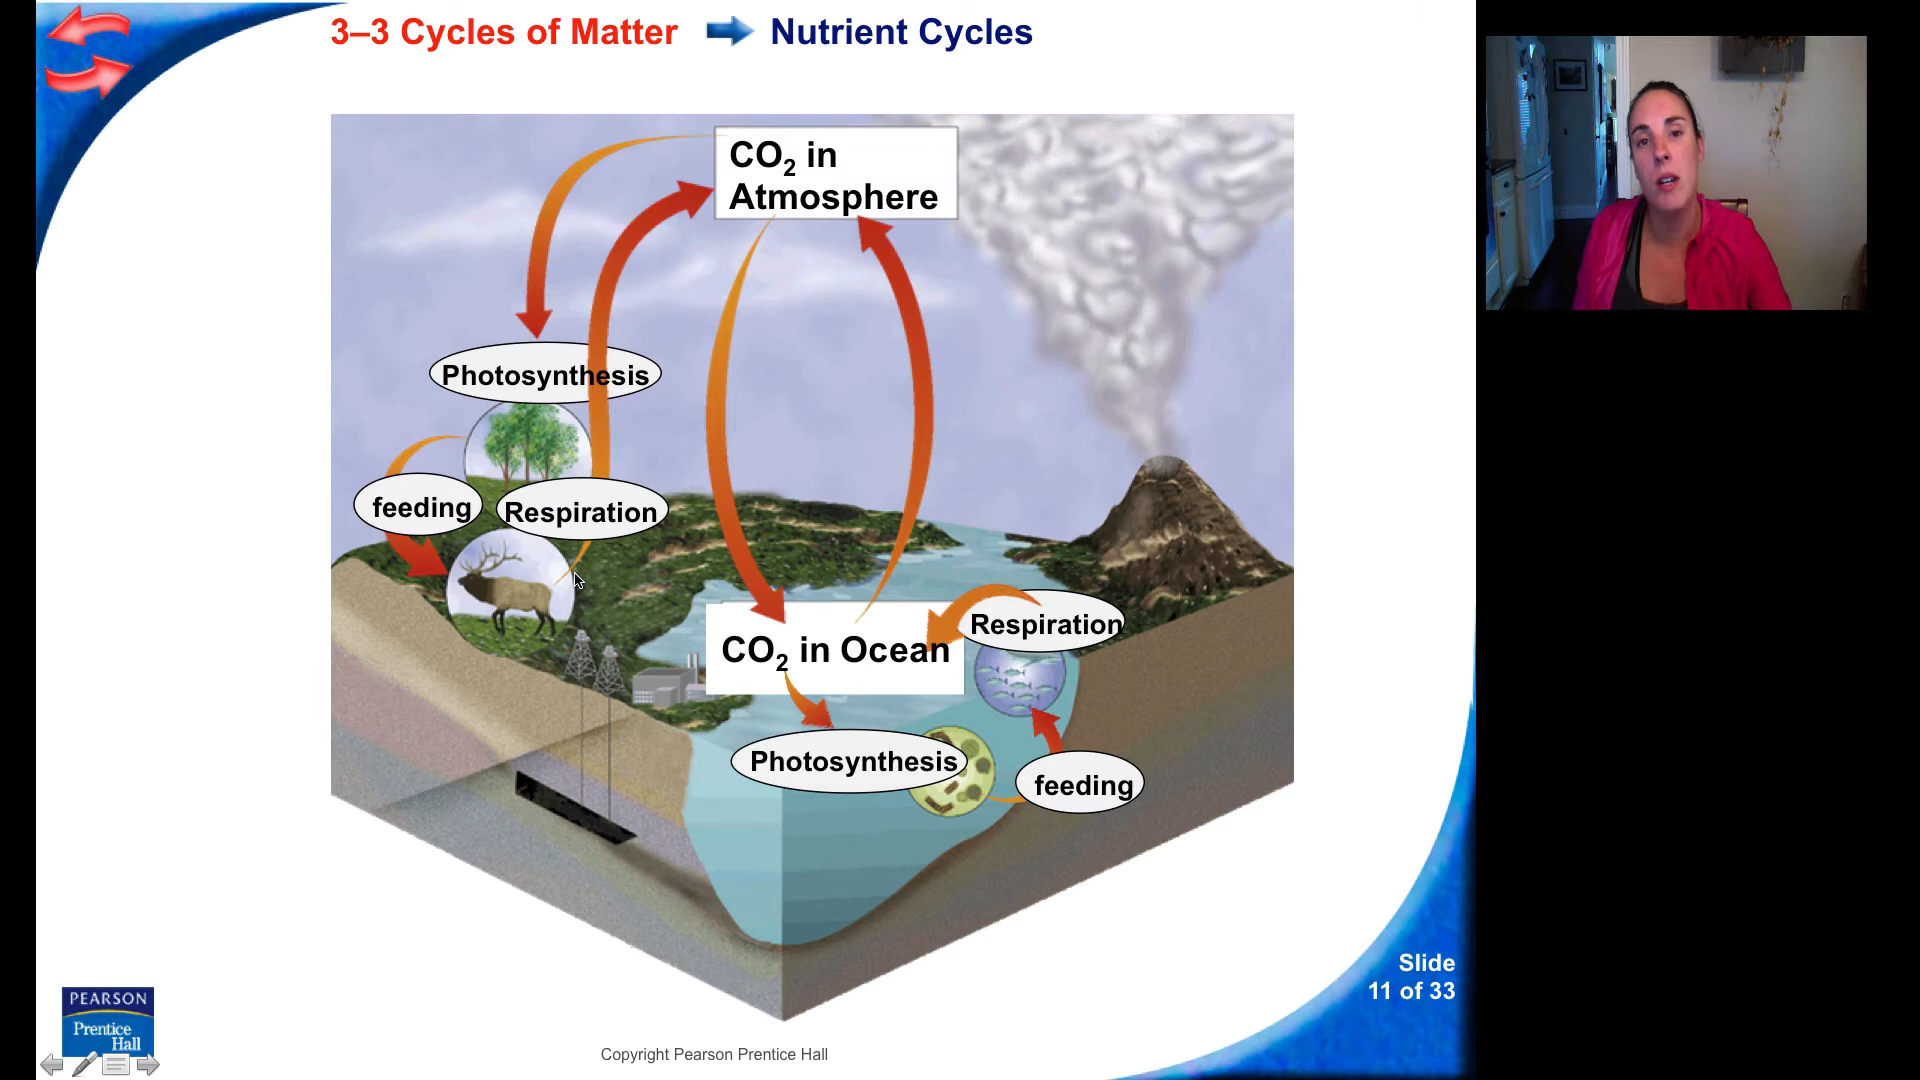 3–3 Cycles of Matter Nutrient Cycles
CO2 in
Atmosphere
Photosynthesis
feeding
Respiration
CO2 in Ocean
Respiration
Photosynthesis
feeding
Slide
11 of 33
PEARSON
Prentice
Hall
Copyright Pearson Prentice Hall